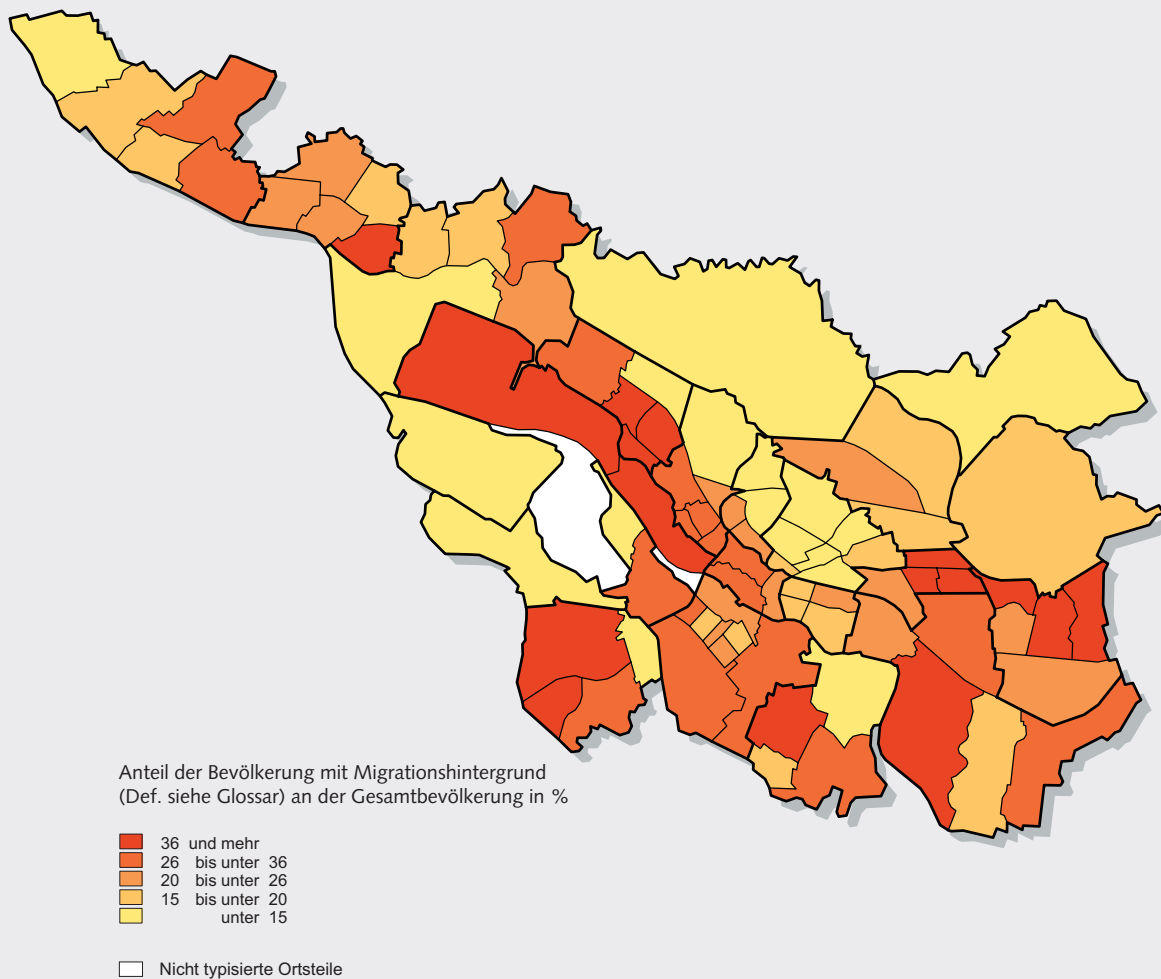 Anteil der Bevölkerung mit Migrationshintergrund
(Def. siehe Glossar) an der Gesamtbevölkerung in %
36 und mehr
26 bis unter 36
20 bis unter 26
15 bis unter 20
unter 15
Nicht typisierte Ortsteile